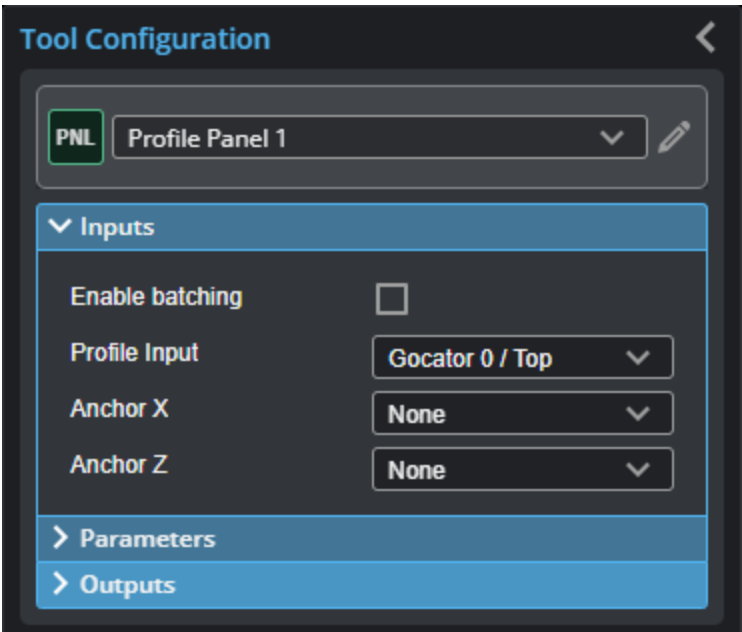 Tool Configuration
PNL Profile Panel 1
Inputs
Enable batching
Profile Input Gocator 0 / Top
Anchor X None
Anchor Z None
Parameters
Outputs